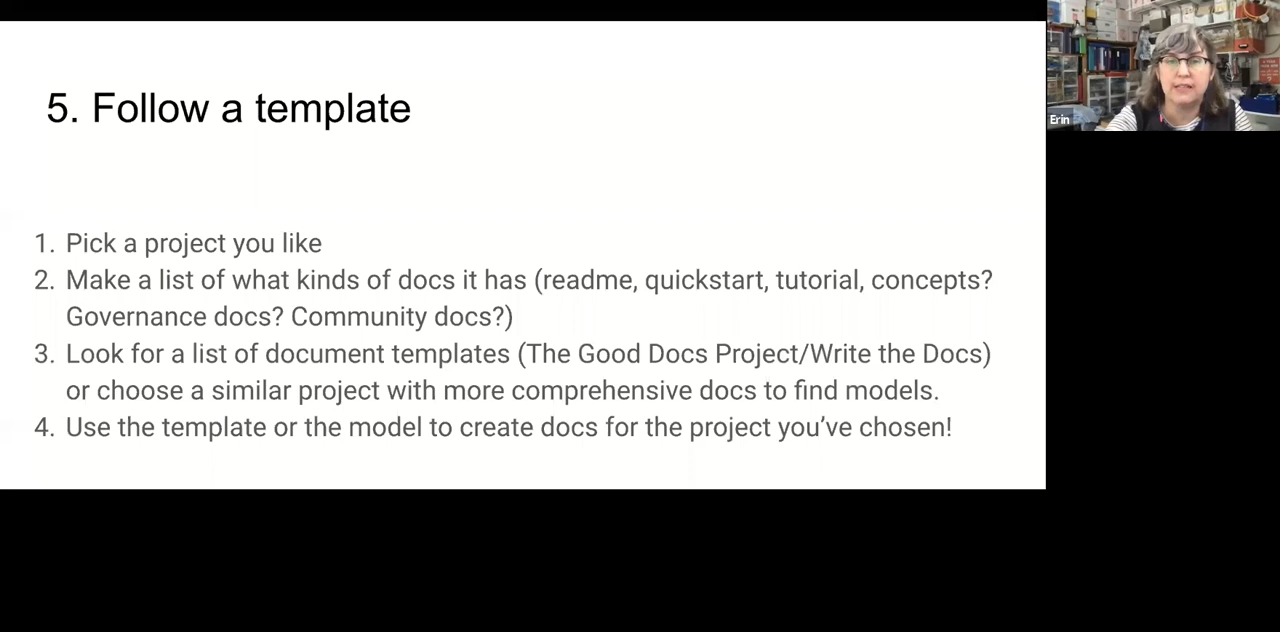 5. Follow a template
Erin
1. Pick a project you like
2. Make a list of what kinds of docs it has (readme, quickstart, tutorial, concepts?
Governance docs? Community docs?)
3. Look for a list of document templates (The Good Docs Project/Write the Docs)
or choose a similar project with more comprehensive docs to find models.
4. Use the template or the model to create docs for the project you’ve chosen!